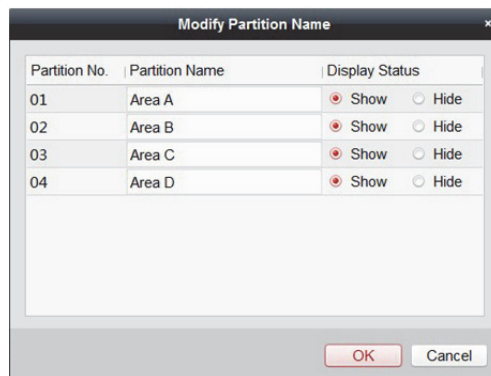 Modify Partition Name ×
Partition No. Partition Name Display Status
01 Area A Show Hide
02 Area B Show Hide
03 Area C Show Hide
04 Area D Show Hide
OK Cancel